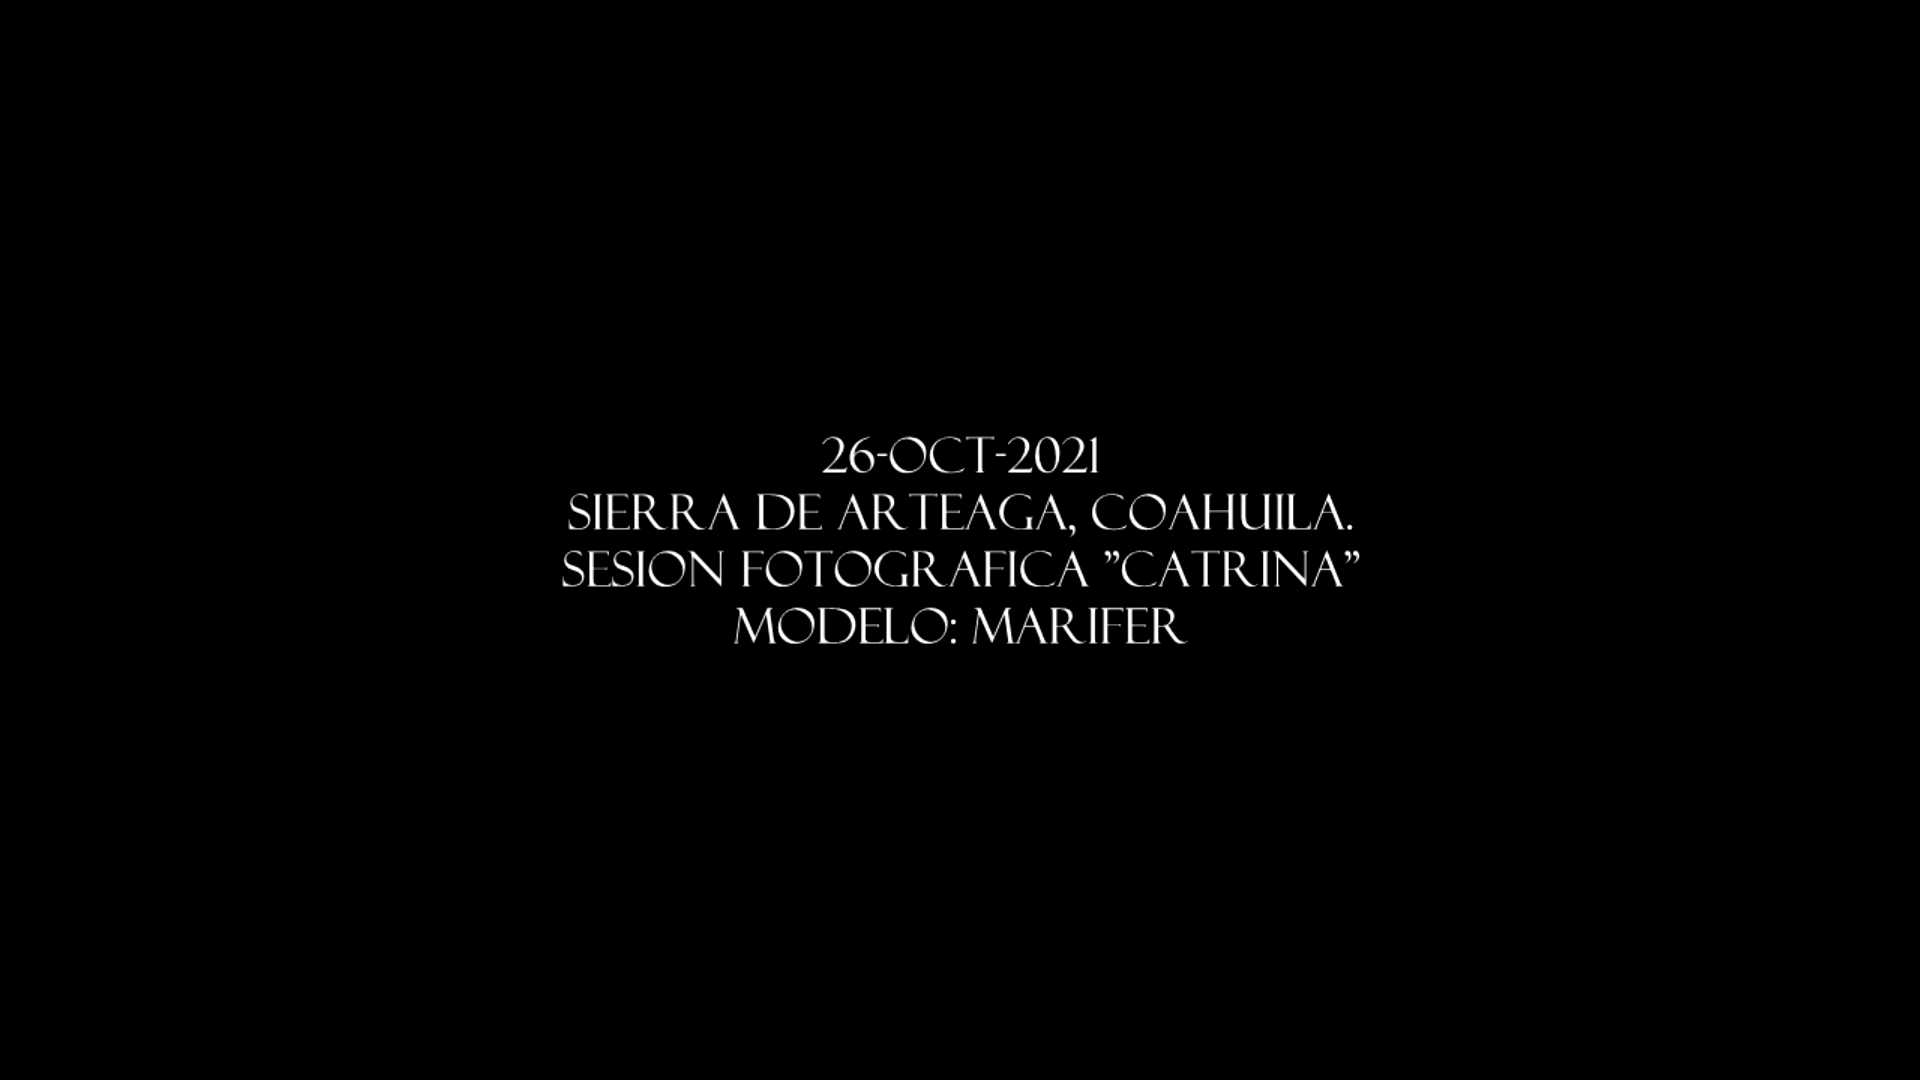 26-OCT-2021
SIERRA DE ARTEAGA, COAHUILA.
SESION FOTOGRAFICA ”CATRINA”
MODELO: MARIFER